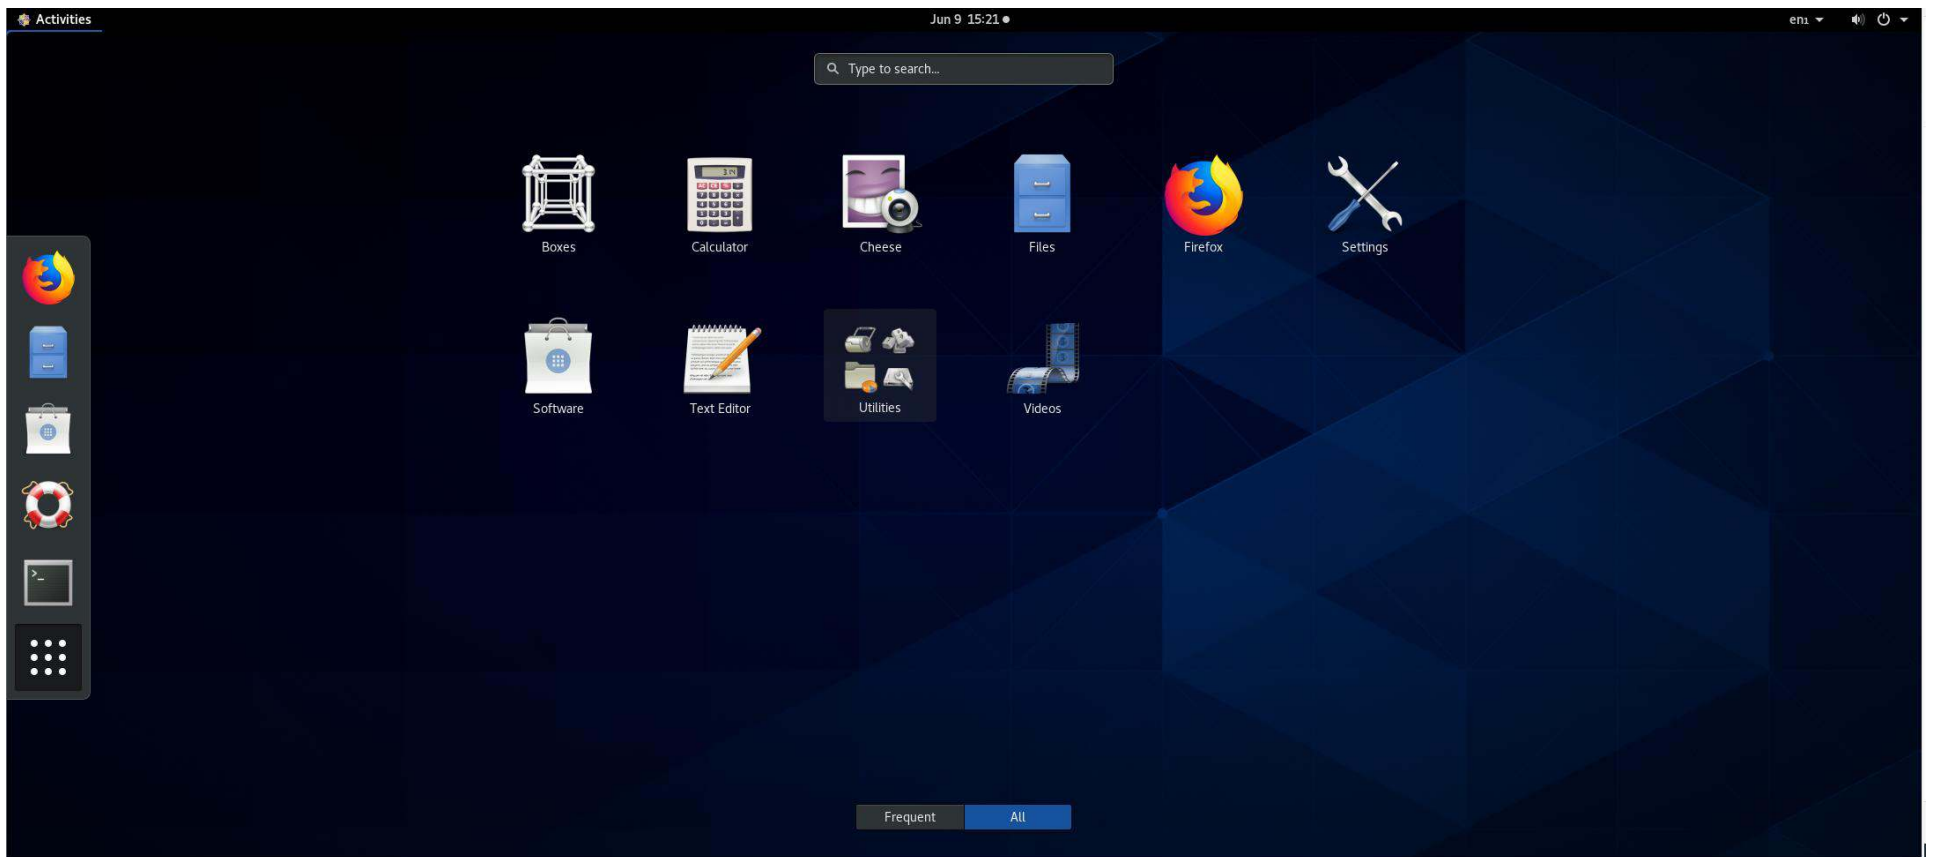 Activities
Jun 9 15:21
en₁
Type to search...
Boxes
Calculator
Cheese
Files
Firefox
Settings
Software
Text Editor
Utilities
Videos
Frequent
All